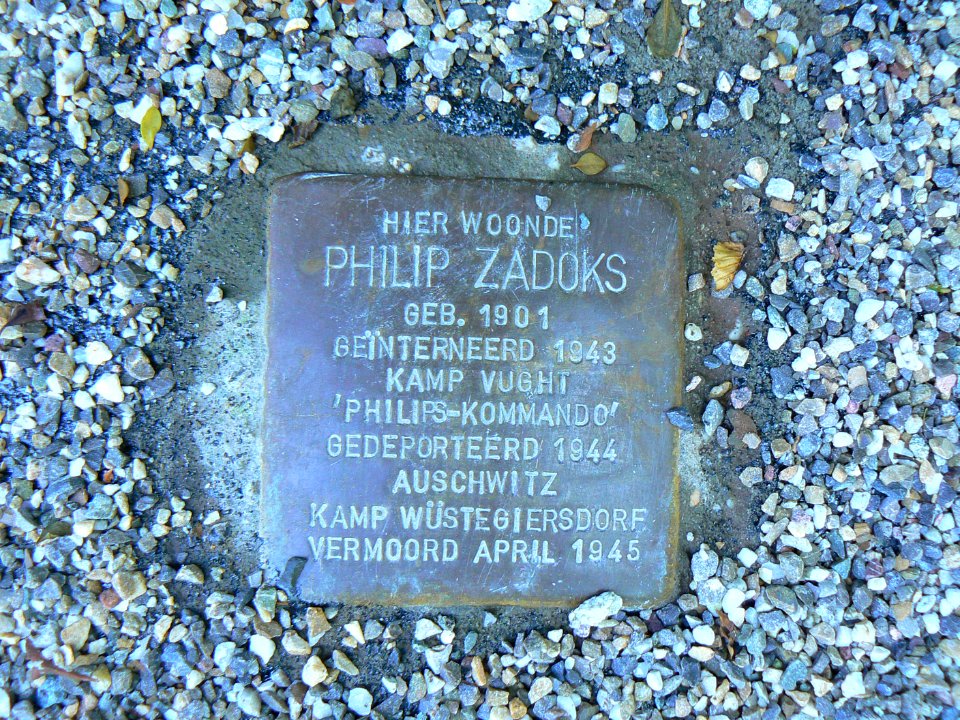 HIER WOONDE
PHILIP ZADOKS
GEB. 1901
GEÏNTERNEERD 1943
KAMP VUGHT
'PHILIPS-KOMMANDO'
GEDEPORTEERD 1944
AUSCHWITZ
KAMP WÜSTEGIERSDORF
VERMOORD APRIL 1945